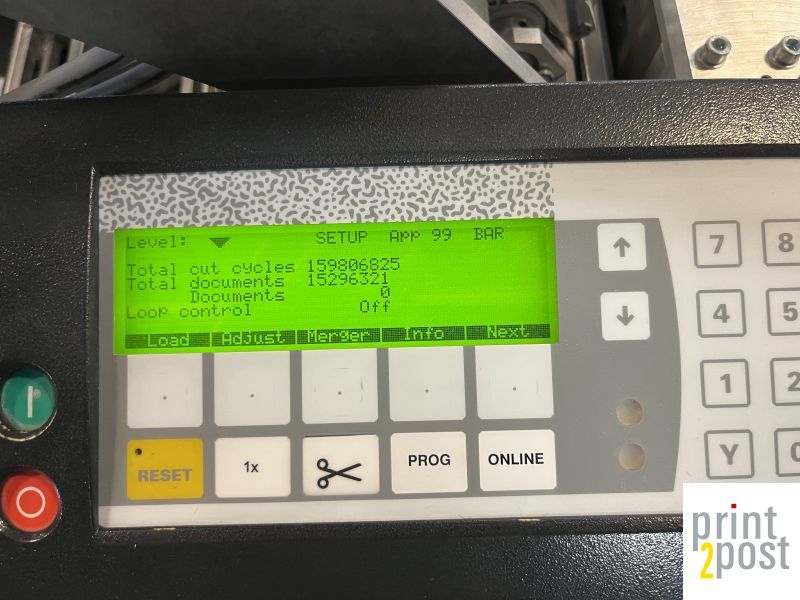 Level: SETUP App 99 BAR
Total cut cycles 159806825
Total documents 15296321
Documents 0
Loop control Off
Load Adjust Merger Info Next
7 8
4 5
1 2
RESET 1x PROG ONLINE Y 0
print
2post